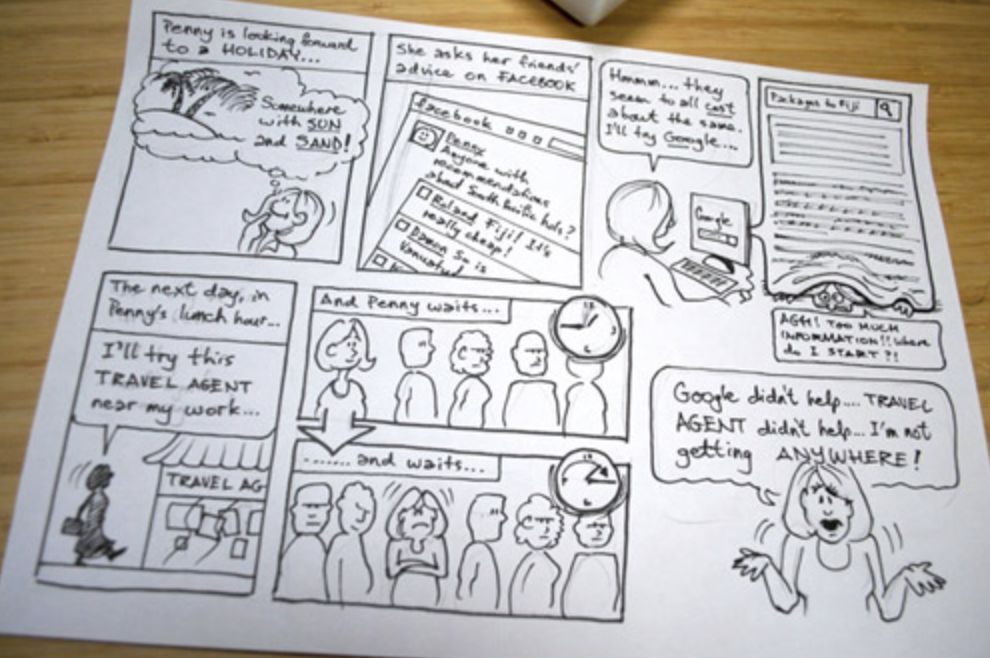 Penny is looking forward
to a HOLIDAY...
Somewhere
with SUN
and SAND!
She asks her friends'
advice on FACEBOOK
facebook
Penny
Anyone with
recommendations
about South Pacific hols?
Roland Fiji! It's
really cheap!
Damon So is
Vanuatu!
Hmmm... they
seem to all cost
about the same.
I'll try Google...
Google
Packages to Fiji
AGH! TOO MUCH
INFORMATION!! Where
do I START?!
The next day, in
Penny's lunch hour...
I'll try this
TRAVEL AGENT
near my work...
TRAVEL AG
And Penny waits...
....... and waits...
Google didn't help.... TRAVEL
AGENT didn't help... I'm not
getting ANYWHERE!